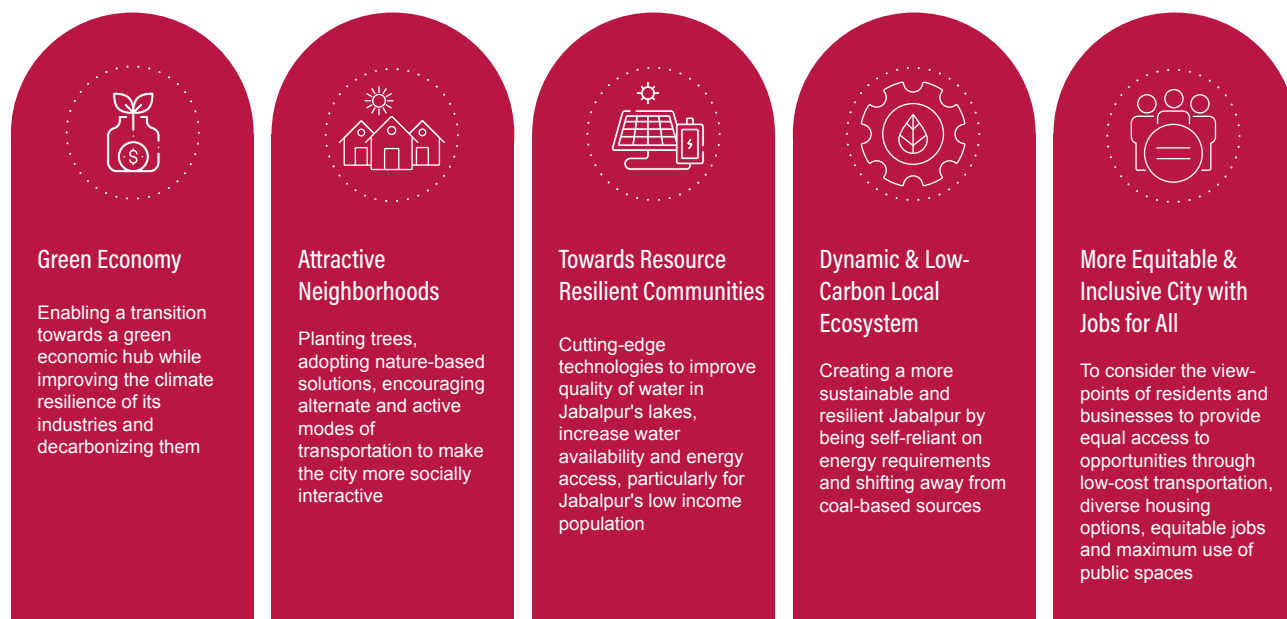 Green Economy
Enabling a transition
towards a green
economic hub while
improving the climate
resilience of its
industries and
decarbonizing them
Attractive
Neighborhoods
Planting trees,
adopting nature-based
solutions, encouraging
alternate and active
modes of
transportation to make
the city more socially
interactive
Towards Resource
Resilient Communities
Cutting-edge
technologies to improve
quality of water in
Jabalpur's lakes,
increase water
availability and energy
access, particularly for
Jabalpur's low income
population
Dynamic & Low-
Carbon Local
Ecosystem
Creating a more
sustainable and
resilient Jabalpur by
being self-reliant on
energy requirements
and shifting away from
coal-based sources
More Equitable &
Inclusive City with
Jobs for All
To consider the view-
points of residents and
businesses to provide
equal access to
opportunities through
low-cost transportation,
diverse housing
options, equitable jobs
and maximum use of
public spaces